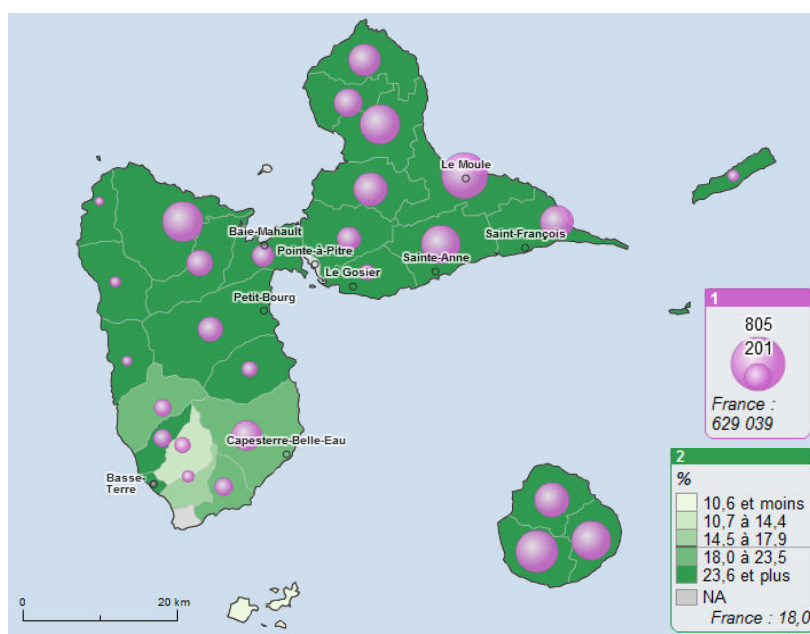 Le Moule
Baie-Mahault
Saint-François
Pointe-à-Pitre
Sainte-Anne
Le Gosier
Petit-Bourg
Capesterre-Belle-Eau
Basse-
Terre
0 20 km
1
805
201
France :
629 039
2
%
10,6 et moins
10,7 à 14,4
14,5 à 17,9
18,0 à 23,5
23,6 et plus
NA
France : 18,0